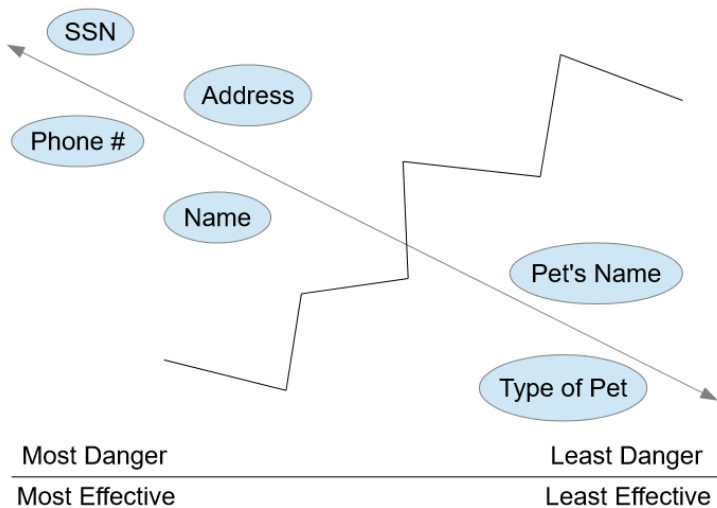 SSN
Address
Phone #
Name
Pet's Name
Type of Pet
Most Danger
Least Danger
Most Effective
Least Effective